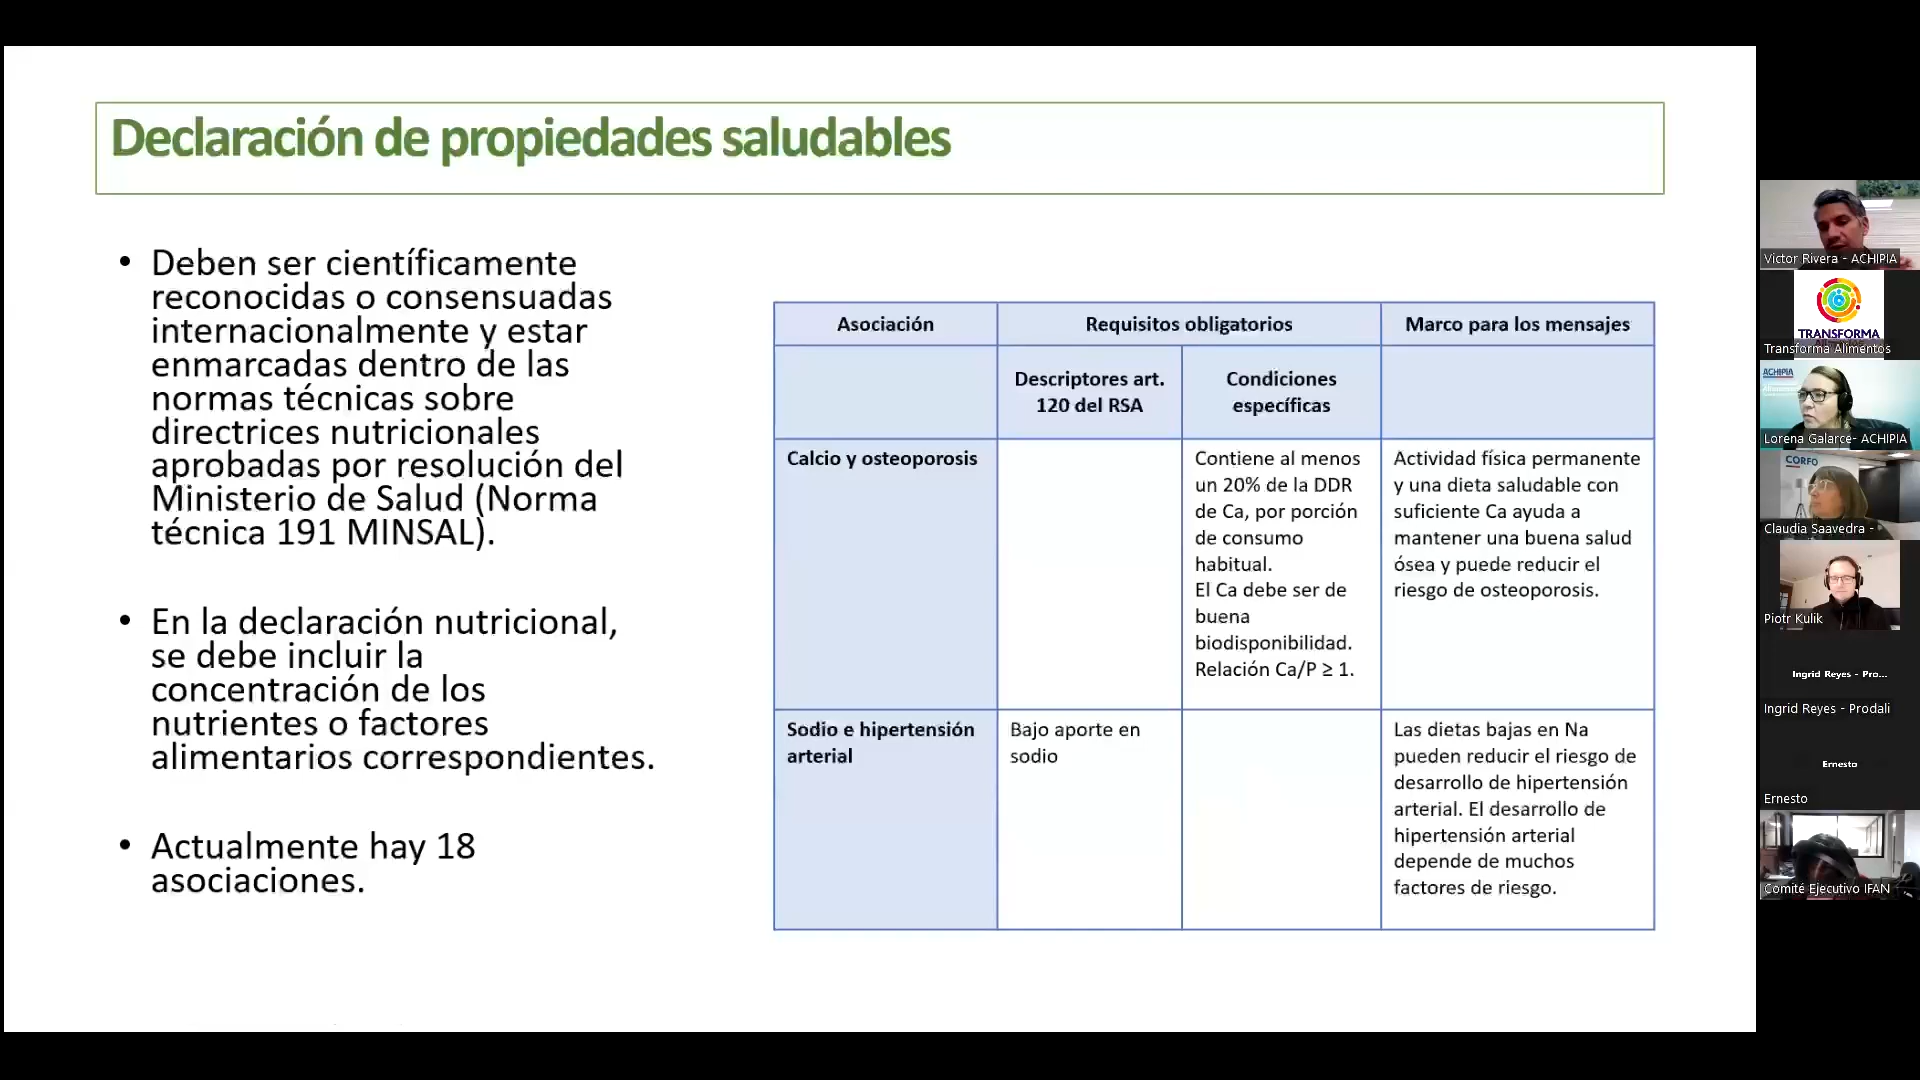 Declaración de propiedades saludables
• Deben ser científicamente
reconocidas o consensuadas
internacionalmente y estar
enmarcadas dentro de las
normas técnicas sobre
directrices nutricionales
aprobadas por resolución del
Ministerio de Salud (Norma
técnica 191 MINSAL).
• En la declaración nutricional,
se debe incluir la
concentración de los
nutrientes o factores
alimentarios correspondientes.
• Actualmente hay 18
asociaciones.
Asociación
Requisitos obligatorios
Marco para los mensajes
Descriptores art.
120 del RSA
Condiciones
específicas
Calcio y osteoporosis
Contiene al menos
un 20% de la DDR
de Ca, por porción
de consumo
habitual.
El Ca debe ser de
buena
biodisponibilidad.
Relación Ca/P ≥ 1.
Actividad física permanente
y una dieta saludable con
suficiente Ca ayuda a
mantener una buena salud
ósea y puede reducir el
riesgo de osteoporosis.
Sodio e hipertensión
arterial
Bajo aporte en
sodio
Las dietas bajas en Na
pueden reducir el riesgo de
desarrollo de hipertensión
arterial. El desarrollo de
hipertensión arterial
depende de muchos
factores de riesgo.
Victor Rivera - ACHIPIA
TRANSFORMA
Transforma Alimentos
ACHIPIA
Lorena Galarce- ACHIPIA
CORFO
Claudia Saavedra -
Piotr Kulik
Ingrid Reyes - Pro...
Ingrid Reyes - Prodali
Ernesto
Ernesto
Comité Ejecutivo IFAN